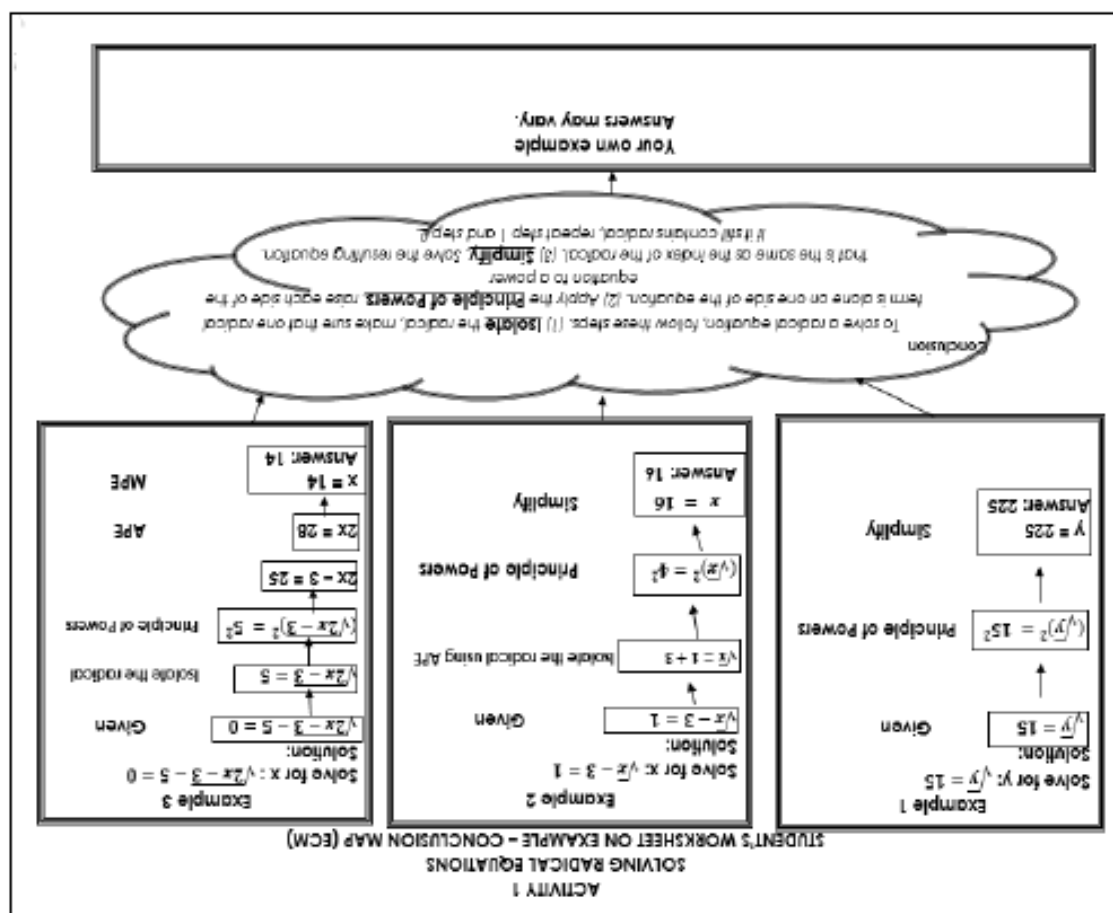 ACTIVITY 1
SOLVING RADICAL EQUATIONS
STUDENT'S WORKSHEET ON EXAMPLE – CONCLUSION MAP (ECM)
Example 1
Solve for y: √y = 15
Solution:
√y = 15 Given
(√y)² = 15² Principle of Powers
y = 225 Simplify
Answer: 225
Example 2
Solve for x: √x − 3 = 1
Solution:
√x − 3 = 1 Given
√x = 1 + 3 Isolate the radical using APE
(√x)² = 4² Principle of Powers
x = 16 Simplify
Answer: 16
Example 3
Solve for x : √2x − 3 − 5 = 0
Solution:
√2x − 3 − 5 = 0 Given
√2x − 3 = 5 Isolate the radical
(√2x − 3)² = 5² Principle of Powers
2x − 3 = 25
2x = 28 APE
x = 14 MPE
Answer: 14
Conclusion
To solve a radical equation, follow these steps. (1) Isolate the radical, make sure that one radical
term is alone on one side of the equation. (2) Apply the Principle of Powers, raise each side of the
equation to a power
that is the same as the index of the radical. (3) Simplify. Solve the resulting equation.
If it still contains radical, repeat step 1 and step
Your own example
Answers may vary.